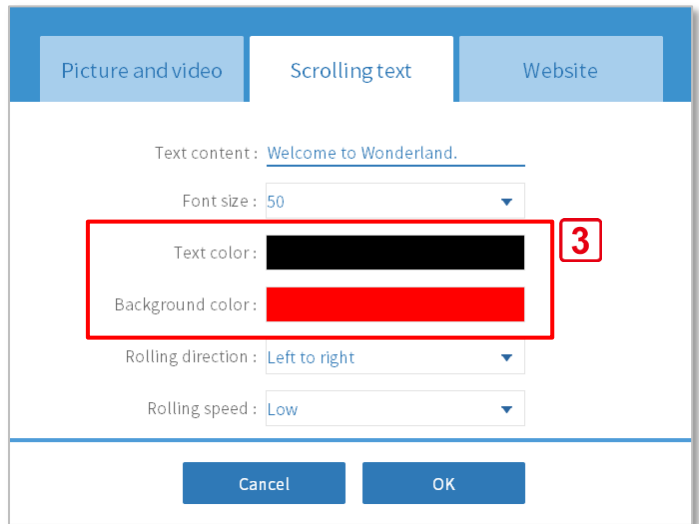 Picture and video
Scrolling text
Website
Text content : Welcome to Wonderland.
Font size : 50
Text color :
3
Background color :
Rolling direction : Left to right
Rolling speed : Low
Cancel
OK